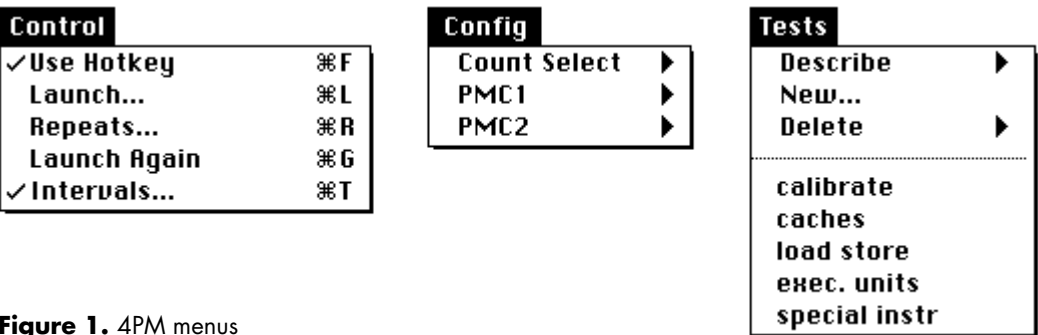 Control
✓Use Hotkey ⌘F
Launch... ⌘L
Repeats... ⌘R
Launch Again ⌘G
✓Intervals... ⌘T
Config
Count Select ▶
PMC1 ▶
PMC2 ▶
Tests
Describe ▶
New...
Delete ▶
calibrate
caches
load store
exec. units
special instr
Figure 1. 4PM menus